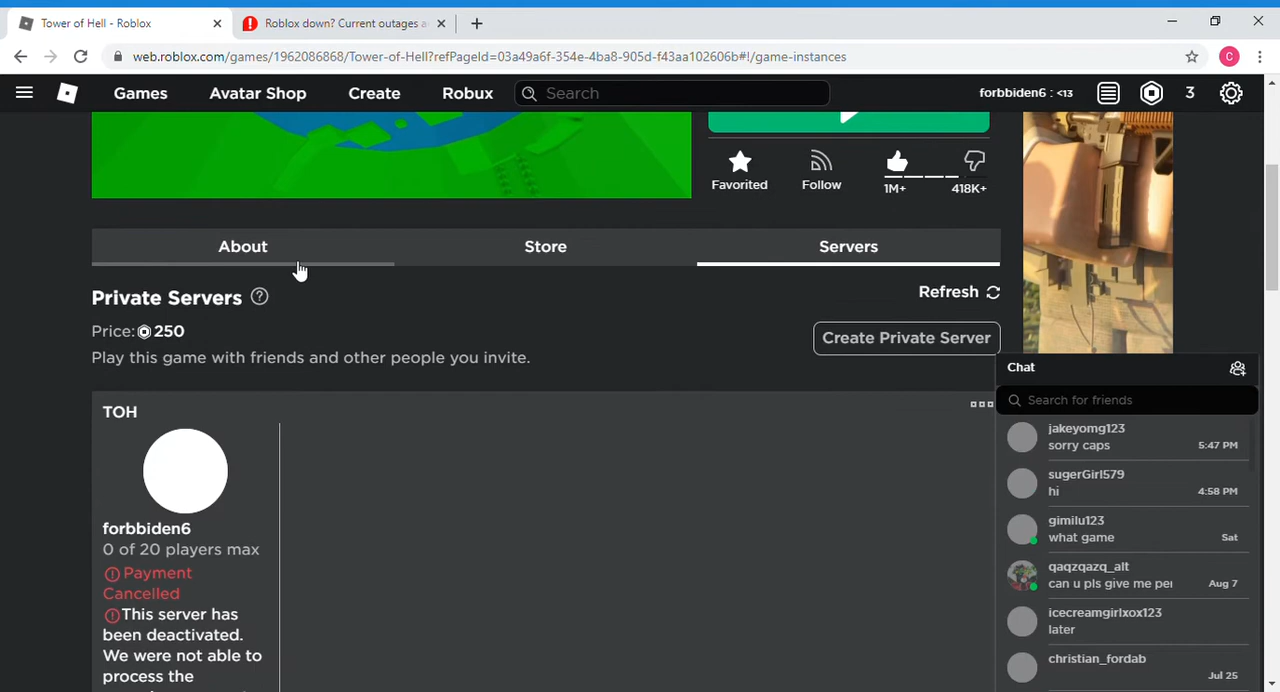 Tower of Hell - Roblox
Roblox down? Current outages a
web.roblox.com/games/1962086868/Tower-of-Hell?refPageId=03a49a6f-354e-4ba8-905d-f43aa102606b#!/game-instances
C
Games
Avatar Shop
Create
Robux
Search
forbbiden6 : <13
3
Favorited
Follow
1M+
418K+
About
Store
Servers
Private Servers
Refresh
Price: 250
Create Private Server
Play this game with friends and other people you invite.
TOH
forbbiden6
0 of 20 players max
Payment
Cancelled
This server has
been deactivated.
We were not able to
process the
Chat
Search for friends
jakeyomg123
sorry caps 5:47 PM
sugerGirl579
hi 4:58 PM
gimilu123
what game Sat
qaqzqazq_alt
can u pls give me per Aug 7
icecreamgirlxox123
later
christian_fordab
Jul 25